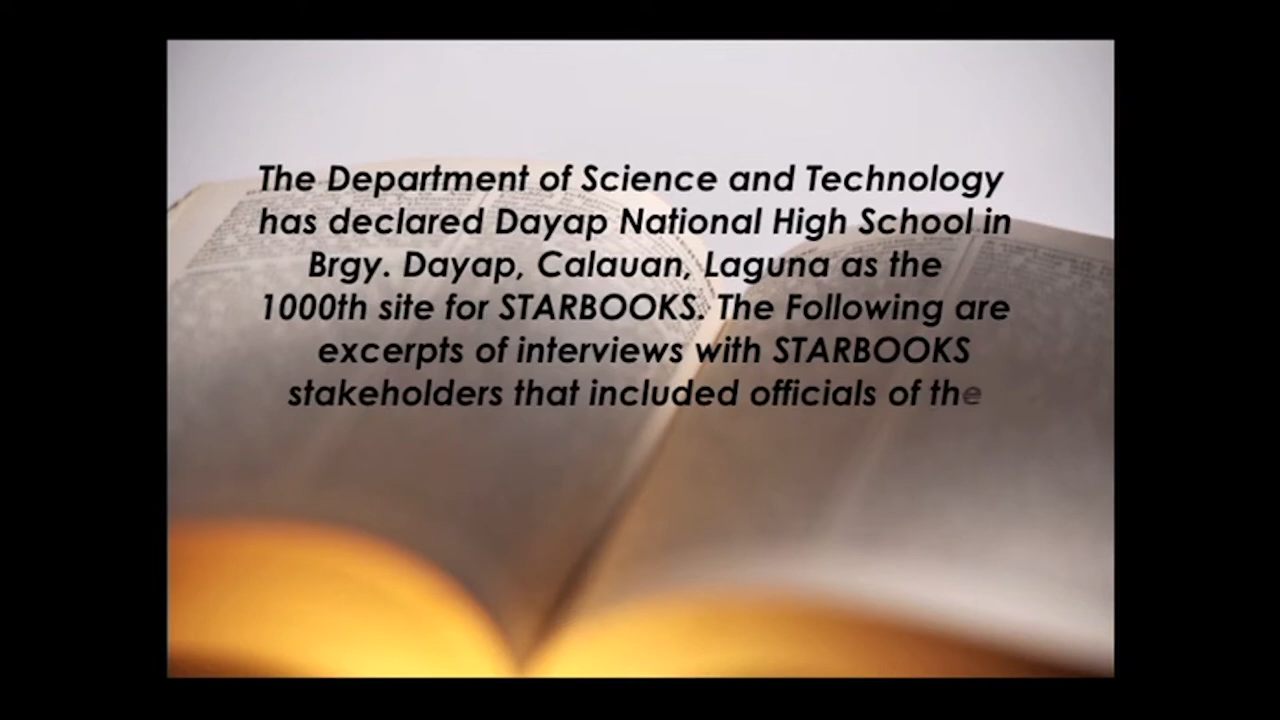 The Department of Science and Technology
has declared Dayap National High School in
Brgy. Dayap, Calauan, Laguna as the
1000th site for STARBOOKS. The Following are
excerpts of interviews with STARBOOKS
stakeholders that included officials of the